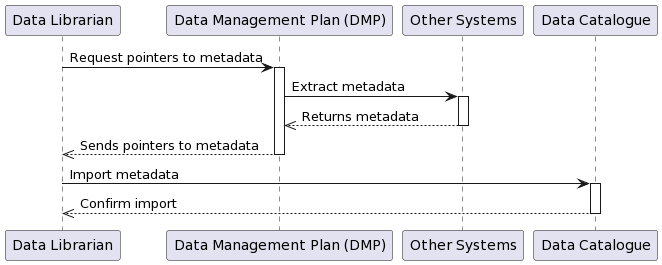 Data Librarian
Data Management Plan (DMP)
Other Systems
Data Catalogue
Request pointers to metadata
Extract metadata
Returns metadata
Sends pointers to metadata
Import metadata
Confirm import
Data Librarian
Data Management Plan (DMP)
Other Systems
Data Catalogue